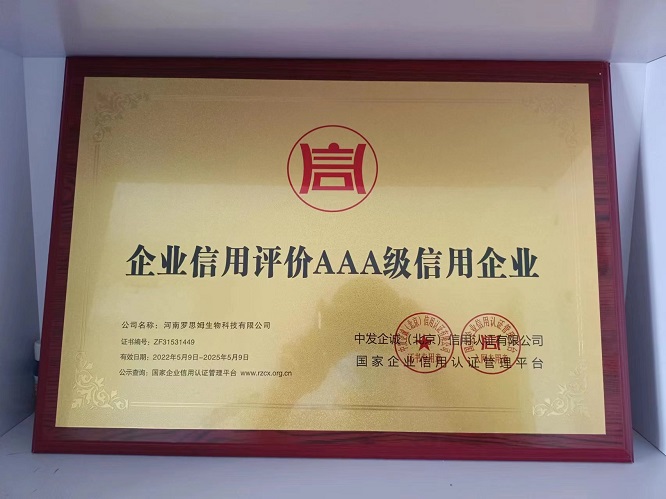 信
企业信用评价AAA级信用企业
公司名称：河南罗思姆生物科技有限公司
证书编号：ZF31531449
有效日期：2022年5月9日-2025年5月9日
公示查询：国家企业信用认证管理平台 www.rzcx.org.cn
中发企诚（北京）信用认证有限公司
国家企业信用认证管理平台